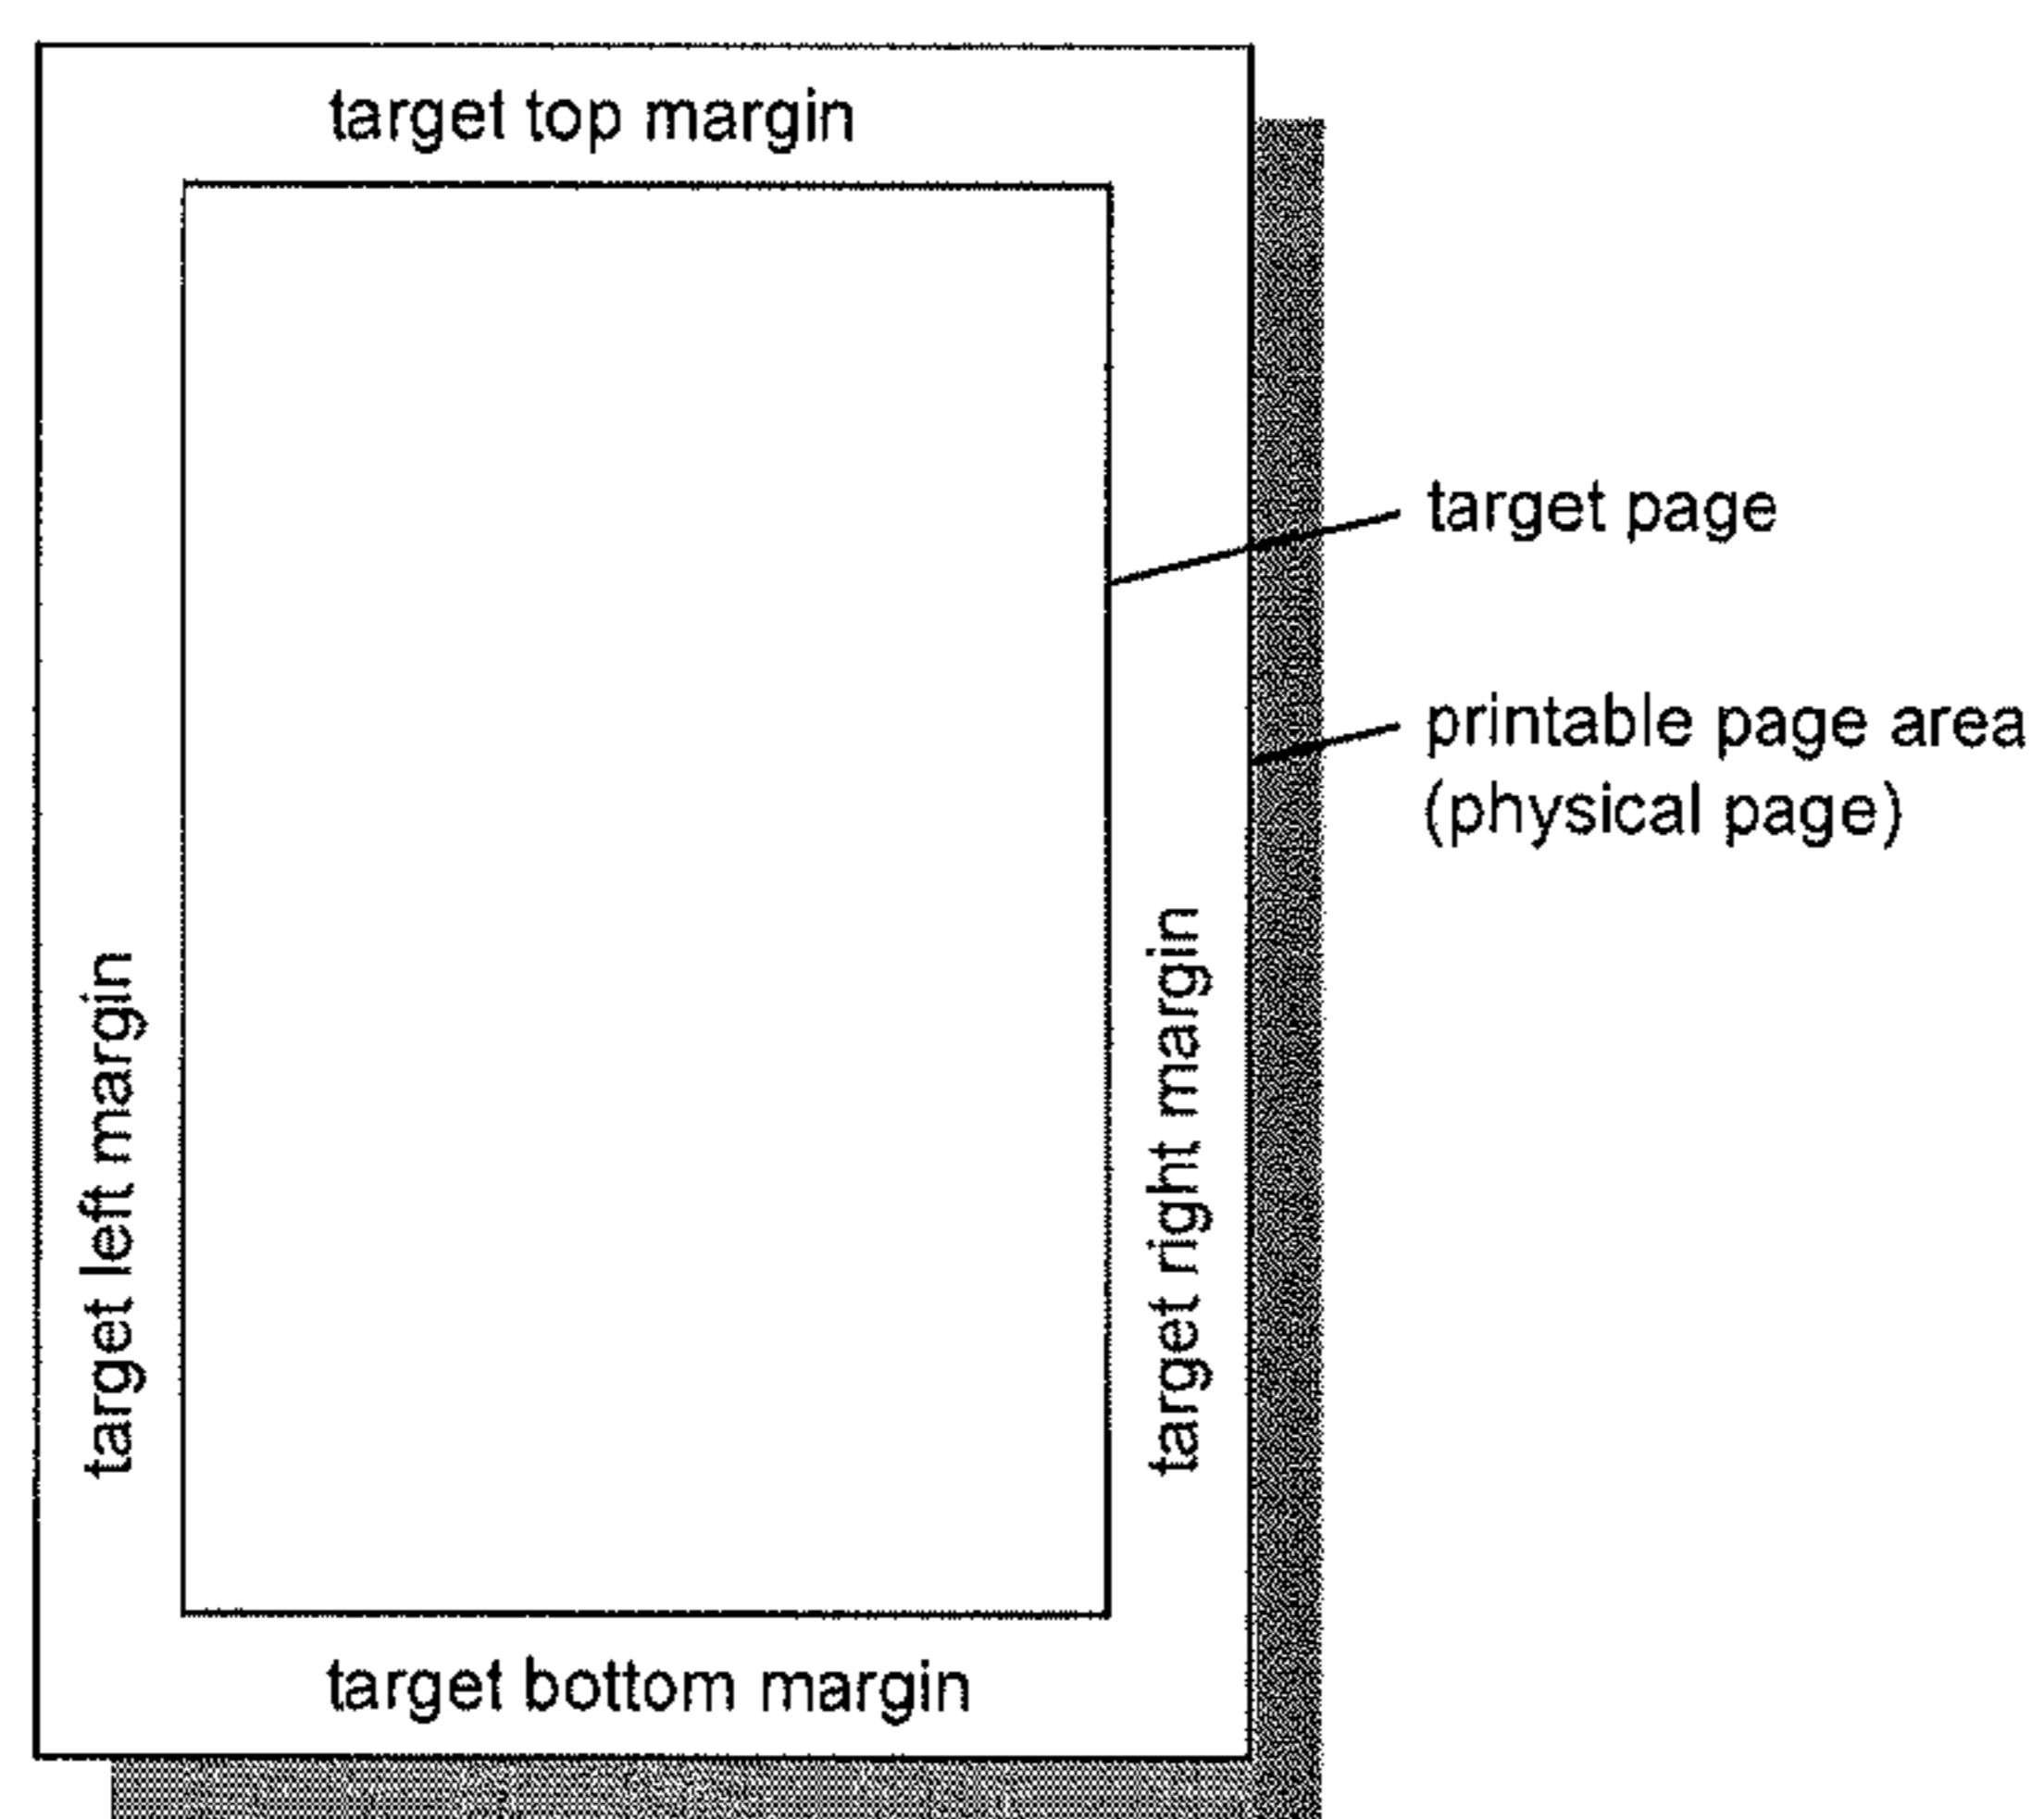 target top margin
target page
printable page area
(physical page)
target left margin
target right margin
target bottom margin